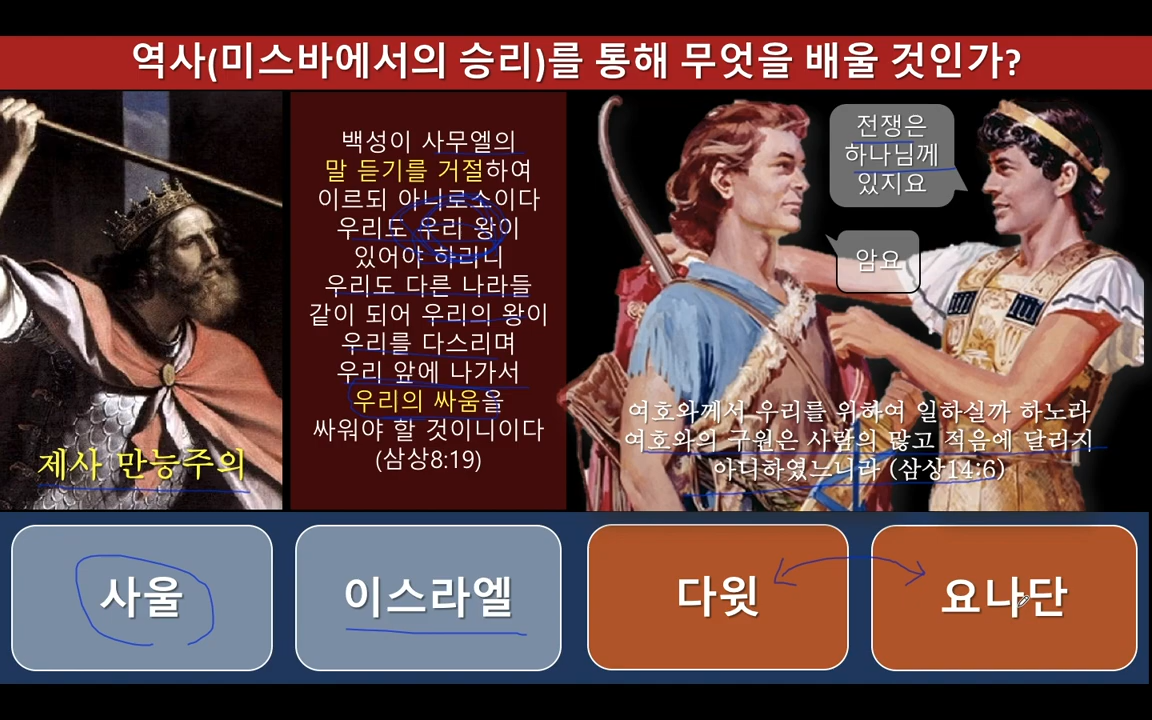 역사(미스바에서의 승리)를 통해 무엇을 배울 것인가?
제사 만능주의
백성이 사무엘의
말 듣기를 거절하여
이르되 아니로소이다
우리도 우리 왕이
있어야 하리니
우리도 다른 나라들
같이 되어 우리의 왕이
우리를 다스리며
우리 앞에 나가서
우리의 싸움을
싸워야 할 것이니이다
(삼상8:19)
전쟁은
하나님께
있지요
암요
여호와께서 우리를 위하여 일하실까 하노라
여호와의 구원은 사람의 많고 적음에 달리지
아니하였느니라 (삼상14:6)
사울
이스라엘
다윗
요나단